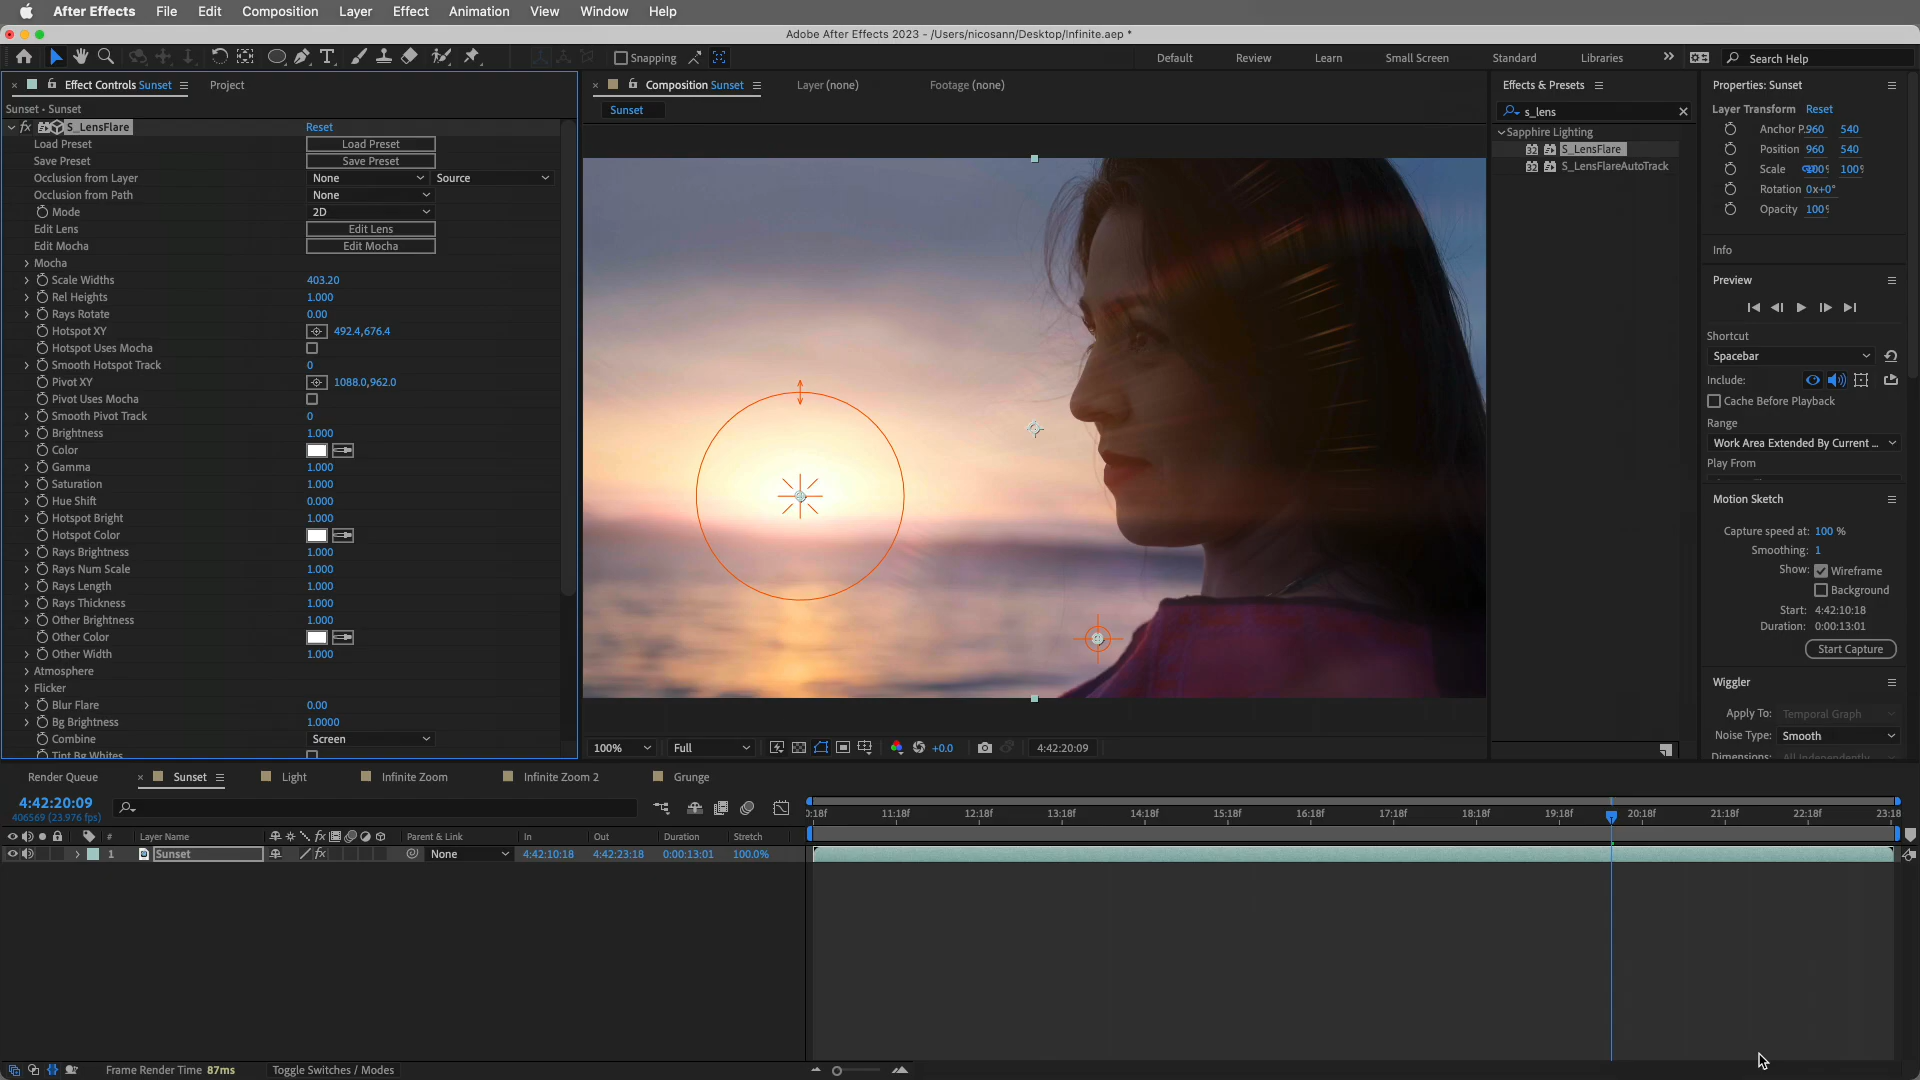 After Effects File Edit Composition Layer Effect Animation View Window Help
Adobe After Effects 2023 - /Users/nicosann/Desktop/Infinite.aep *
Snapping
Default Review Learn Small Screen Standard Libraries
Search Help
Effect Controls Sunset
Project
Sunset • Sunset
fx S_LensFlare Reset
Load Preset Load Preset
Save Preset Save Preset
Occlusion from Layer None Source
Occlusion from Path None
Mode 2D
Edit Lens Edit Lens
Edit Mocha Edit Mocha
Mocha
Scale Widths 403.20
Rel Heights 1.000
Rays Rotate 0.00
Hotspot XY 492.4,676.4
Hotspot Uses Mocha
Smooth Hotspot Track 0
Pivot XY 1088.0,962.0
Pivot Uses Mocha
Smooth Pivot Track 0
Brightness 1.000
Color
Gamma 1.000
Saturation 1.000
Hue Shift 0.000
Hotspot Bright 1.000
Hotspot Color
Rays Brightness 1.000
Rays Num Scale 1.000
Rays Length 1.000
Rays Thickness 1.000
Other Brightness 1.000
Other Color
Other Width 1.000
Atmosphere
Flicker
Blur Flare 0.00
Bg Brightness 1.0000
Combine Screen
Tint Bg Whites
Composition Sunset
Layer (none)
Footage (none)
Sunset
100% Full +0.0 4:42:20:09
Effects & Presets
s_lens
Sapphire Lighting
32 S_LensFlare
32 S_LensFlareAutoTrack
Properties: Sunset
Layer Transform Reset
Anchor P. 960 540
Position 960 540
Scale 100% 100%
Rotation 0x+0°
Opacity 100%
Info
Preview
Shortcut
Spacebar
Include:
Cache Before Playback
Range
Work Area Extended By Current ...
Play From
Motion Sketch
Capture speed at: 100 %
Smoothing: 1
Show: Wireframe
Background
Start: 4:42:10:18
Duration: 0:00:13:01
Start Capture
Wiggler
Apply To: Temporal Graph
Noise Type: Smooth
Dimensions: All Independently
Render Queue
Sunset
Light
Infinite Zoom
Infinite Zoom 2
Grunge
4:42:20:09
406569 (23.976 fps)
0:18f 11:18f 12:18f 13:18f 14:18f 15:18f 16:18f 17:18f 18:18f 19:18f 20:18f 21:18f 22:18f 23:18
# Layer Name fx Parent & Link In Out Duration Stretch
1 Sunset fx None 4:42:10:18 4:42:23:18 0:00:13:01 100.0%
Frame Render Time 87ms
Toggle Switches / Modes